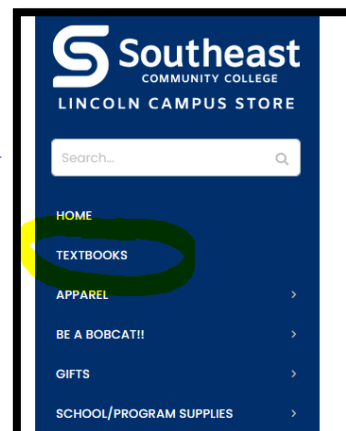 Southeast
COMMUNITY COLLEGE
LINCOLN CAMPUS STORE
Search...
HOME
TEXTBOOKS
APPAREL
BE A BOBCAT!!
GIFTS
SCHOOL/PROGRAM SUPPLIES